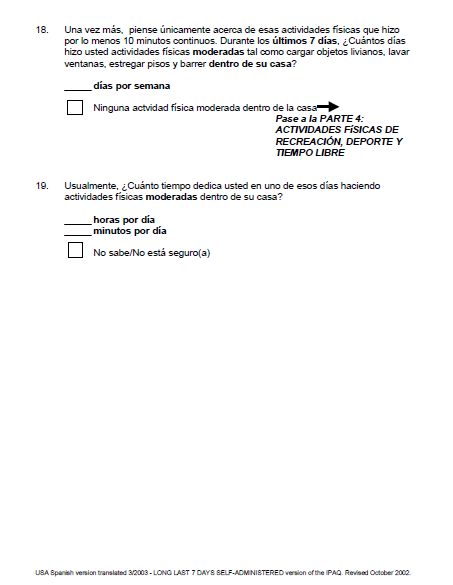 18. Una vez más, piense únicamente acerca de esas actividades físicas que hizo
por lo menos 10 minutos continuos. Durante los últimos 7 días, ¿Cuántos días
hizo usted actividades físicas moderadas tal como cargar objetos livianos, lavar
ventanas, estregar pisos y barrer dentro de su casa?
_____ días por semana
Ninguna actvidad física moderada dentro de la casa
Pase a la PARTE 4:
ACTIVIDADES FíSICAS DE
RECREACIÓN, DEPORTE Y
TIEMPO LIBRE
19. Usualmente, ¿Cuánto tiempo dedica usted en uno de esos días haciendo
actividades físicas moderadas dentro de su casa?
_____ horas por día
_____ minutos por día
No sabe/No está seguro(a)
USA Spanish version translated 3/2003 - LONG LAST 7 DAYS SELF-ADMINISTERED version of the IPAQ. Revised October 2002.